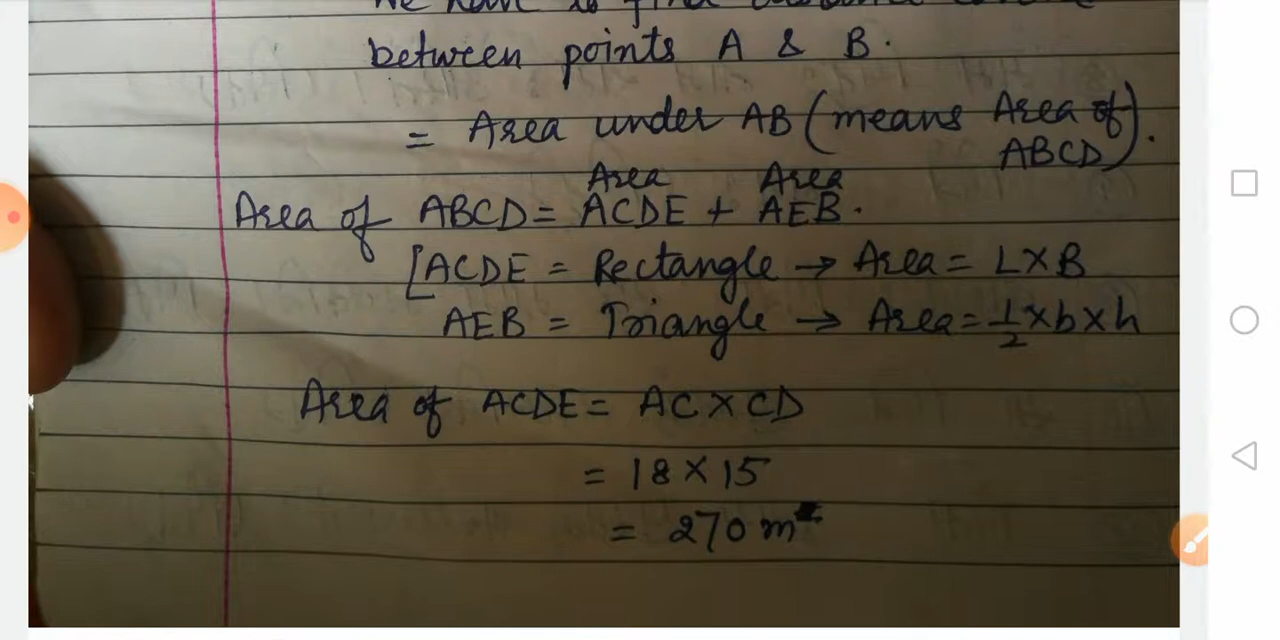 between points A & B.
= Area under AB (means Area of ABCD).
Area of ABCD = Area ACDE + Area AEB.
[ACDE = Rectangle → Area = L×B
AEB = Triangle → Area = 1/2 × b × h
Area of ACDE = AC × CD
= 18 × 15
= 270 m